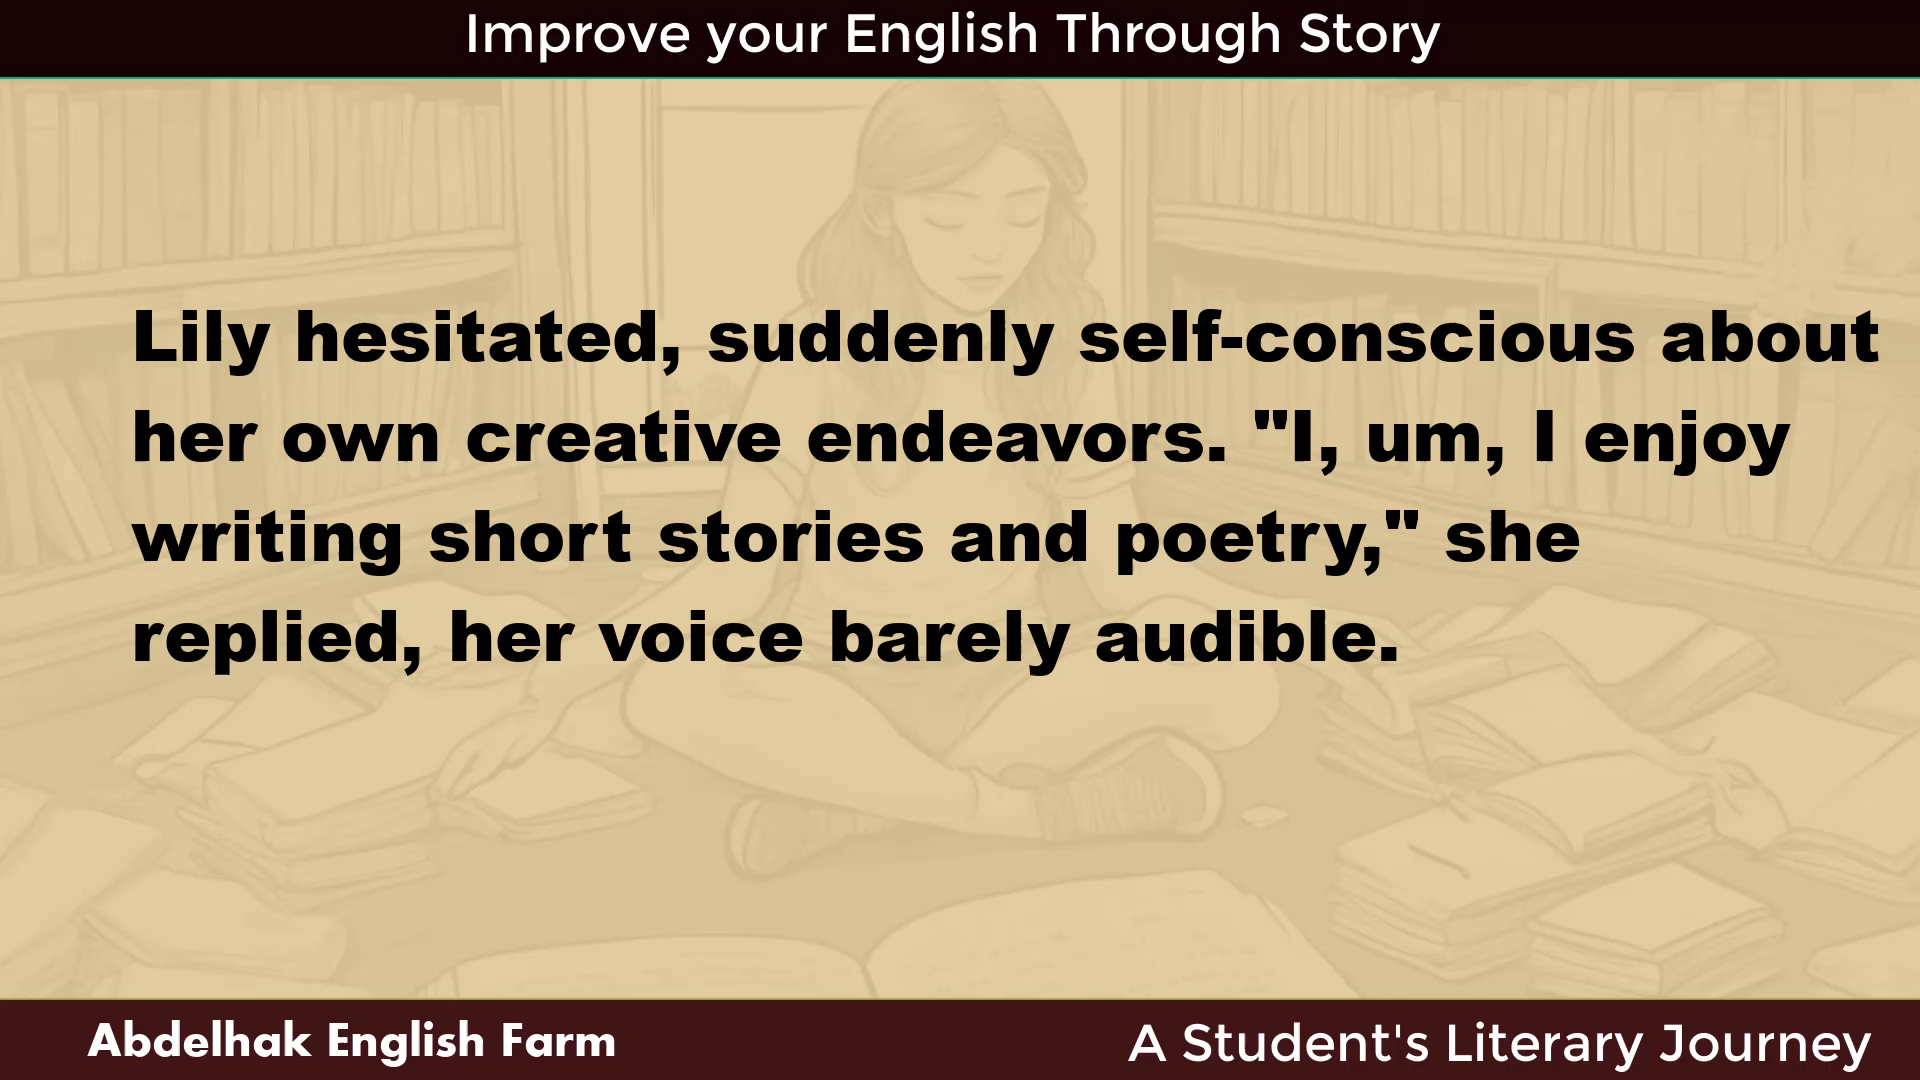 Improve your English Through Story
Lily hesitated, suddenly self-conscious about
her own creative endeavors. "I, um, I enjoy
writing short stories and poetry," she
replied, her voice barely audible.
Abdelhak English Farm
A Student's Literary Journey